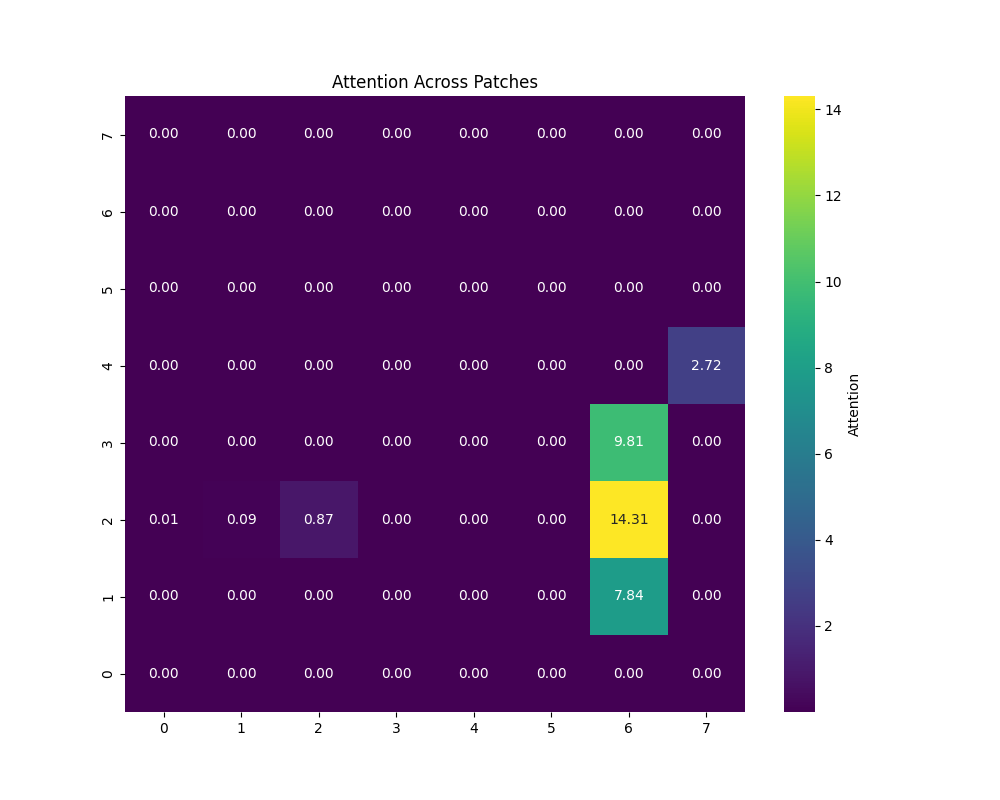 Attention Across Patches
7 0.00 0.00 0.00 0.00 0.00 0.00 0.00 0.00
6 0.00 0.00 0.00 0.00 0.00 0.00 0.00 0.00
5 0.00 0.00 0.00 0.00 0.00 0.00 0.00 0.00
4 0.00 0.00 0.00 0.00 0.00 0.00 0.00 2.72
3 0.00 0.00 0.00 0.00 0.00 0.00 9.81 0.00
2 0.01 0.09 0.87 0.00 0.00 0.00 14.31 0.00
1 0.00 0.00 0.00 0.00 0.00 0.00 7.84 0.00
0 0.00 0.00 0.00 0.00 0.00 0.00 0.00 0.00
0 1 2 3 4 5 6 7
14
12
10
8
6
4
2
Attention